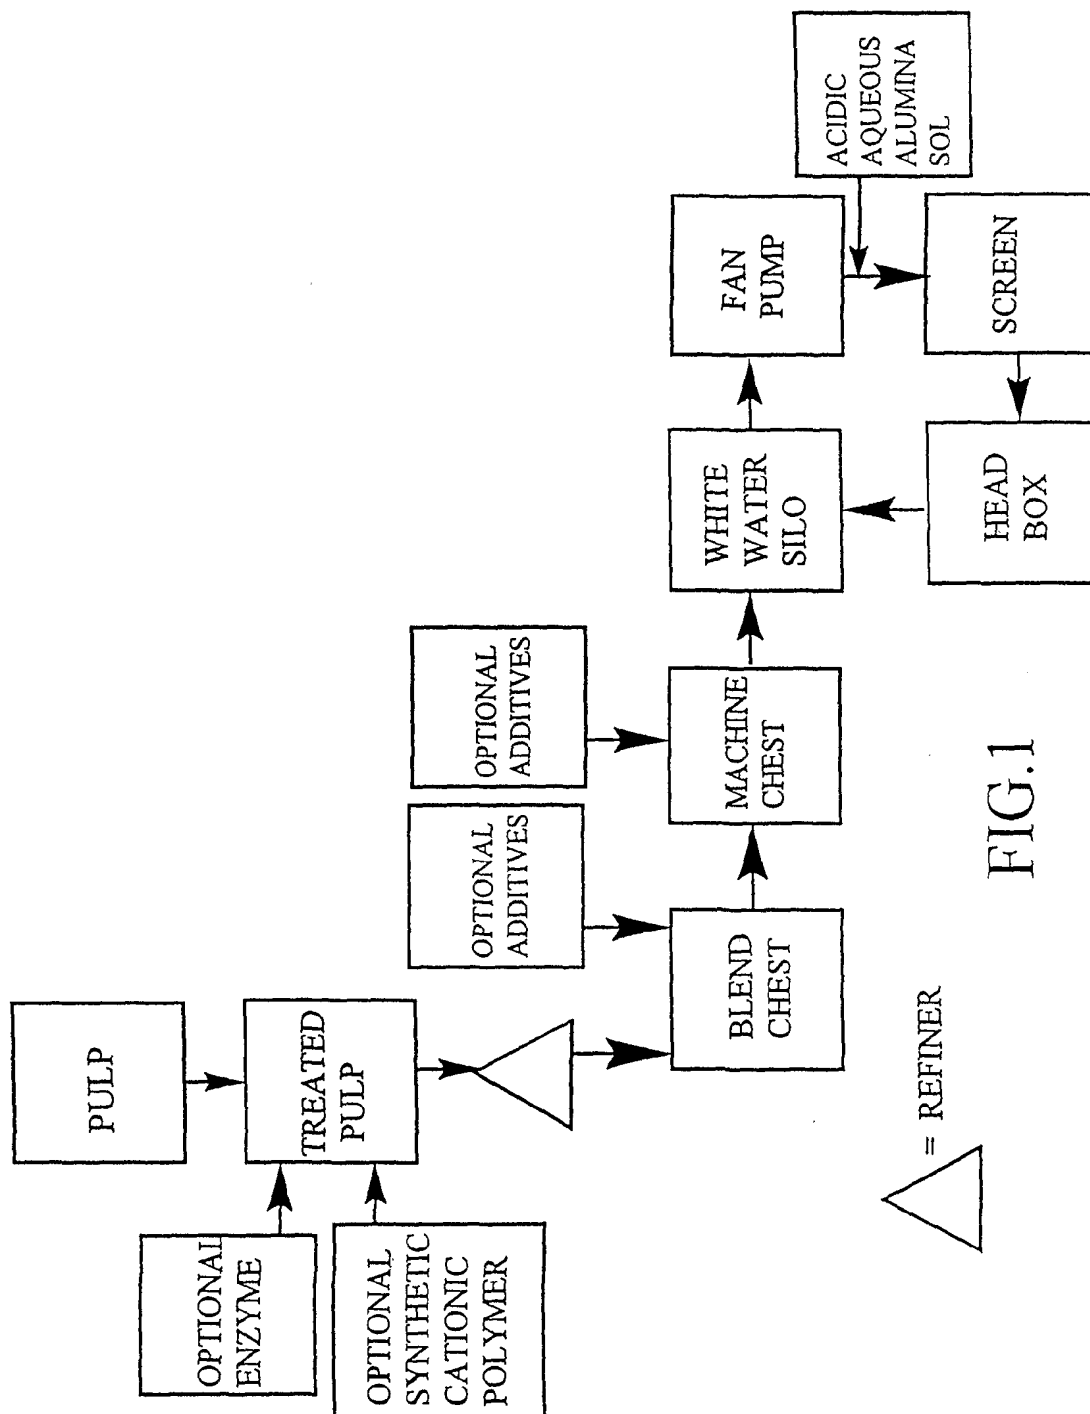 PULP
OPTIONAL
ENZYME
TREATED
PULP
OPTIONAL
SYNTHETIC
CATIONIC
POLYMER
OPTIONAL
ADDITIVES
OPTIONAL
ADDITIVES
BLEND
CHEST
MACHINE
CHEST
WHITE
WATER
SILO
FAN
PUMP
ACIDIC
AQUEOUS
ALUMINA
SOL
SCREEN
HEAD
BOX
= REFINER
FIG.1